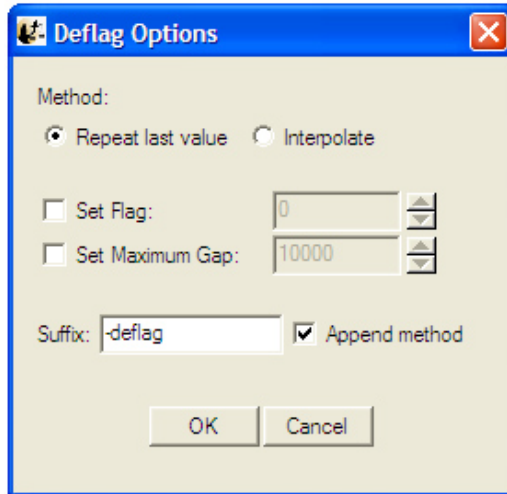 Deflag Options
Method:
Repeat last value Interpolate
Set Flag: 0
Set Maximum Gap: 10000
Suffix: -deflag Append method
OK Cancel